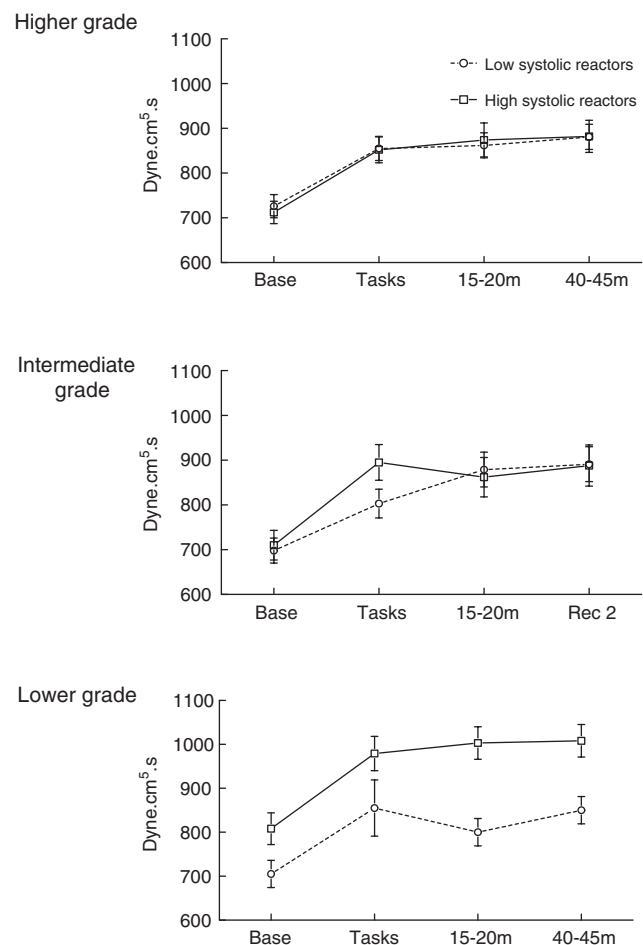 Higher grade
1100
1000
900
800
700
600
Dyne.cm⁵.s
Low systolic reactors
High systolic reactors
Base Tasks 15-20m 40-45m
Intermediate
grade
1100
1000
900
800
700
600
Dyne.cm⁵.s
Base Tasks 15-20m Rec 2
Lower grade
1100
1000
900
800
700
600
Dyne.cm⁵.s
Base Tasks 15-20m 40-45m